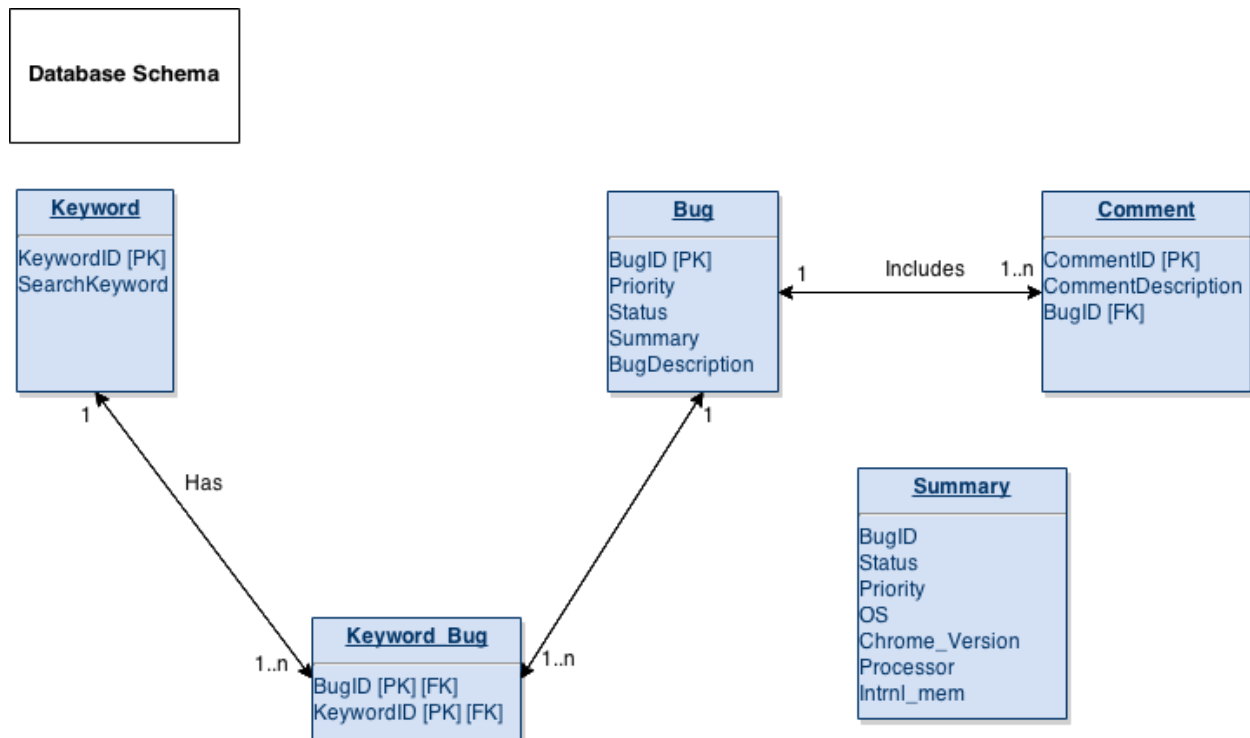 Database Schema
Keyword
KeywordID [PK]
SearchKeyword
Bug
BugID [PK]
Priority
Status
Summary
BugDescription
Comment
CommentID [PK]
CommentDescription
BugID [FK]
1
Includes
1..n
1
Has
1..n
1
1..n
Keyword_Bug
BugID [PK] [FK]
KeywordID [PK] [FK]
Summary
BugID
Status
Priority
OS
Chrome_Version
Processor
Intrnl_mem